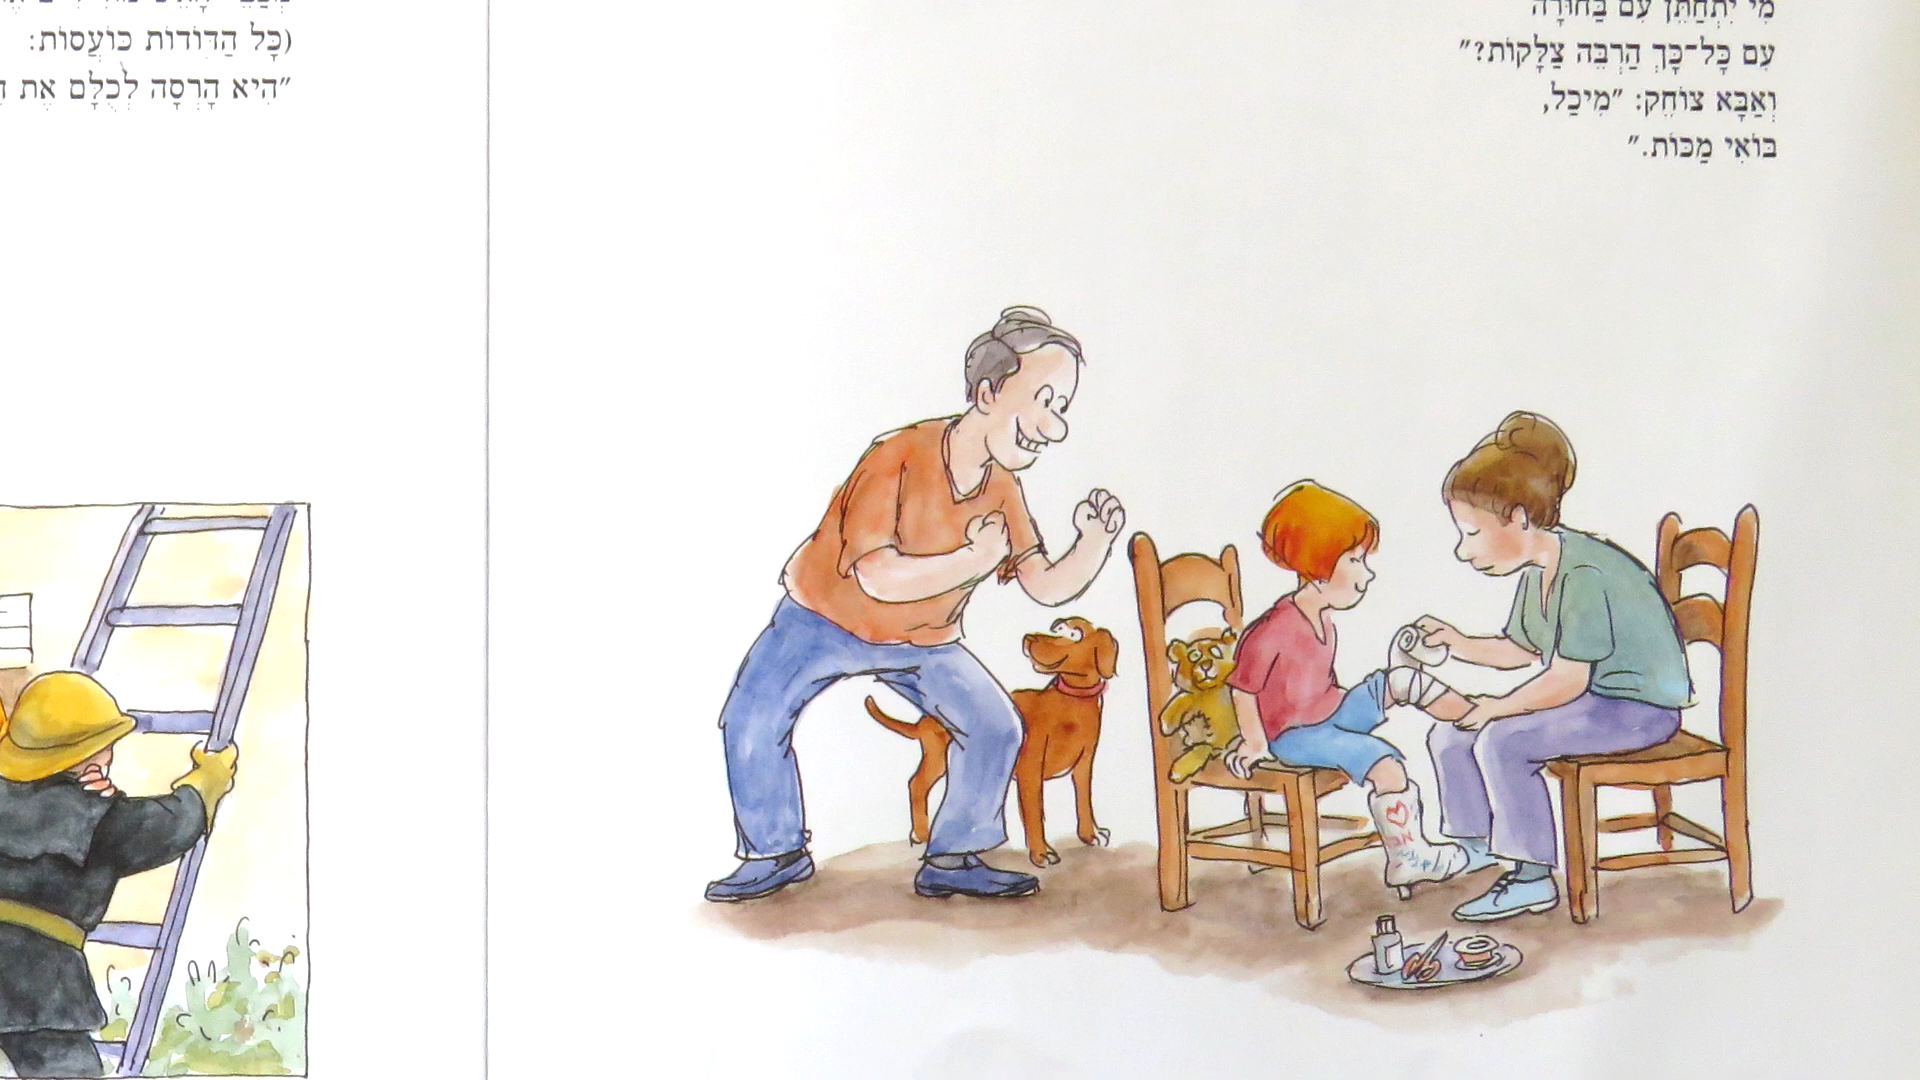 מִי יִתְחַתֵּן עִם בַּחוּרָה
עִם כָּל־כָּךְ הַרְבֵּה צַלָּקוֹת?"
וְאַבָּא צוֹחֵק: "מִיכַל,
בּוֹאִי מַכּוֹת."
(כָּל הַדּוֹדוֹת כּוֹעֲסוֹת:
"הִיא הָרְסָה לְכֻלָּם אֶת